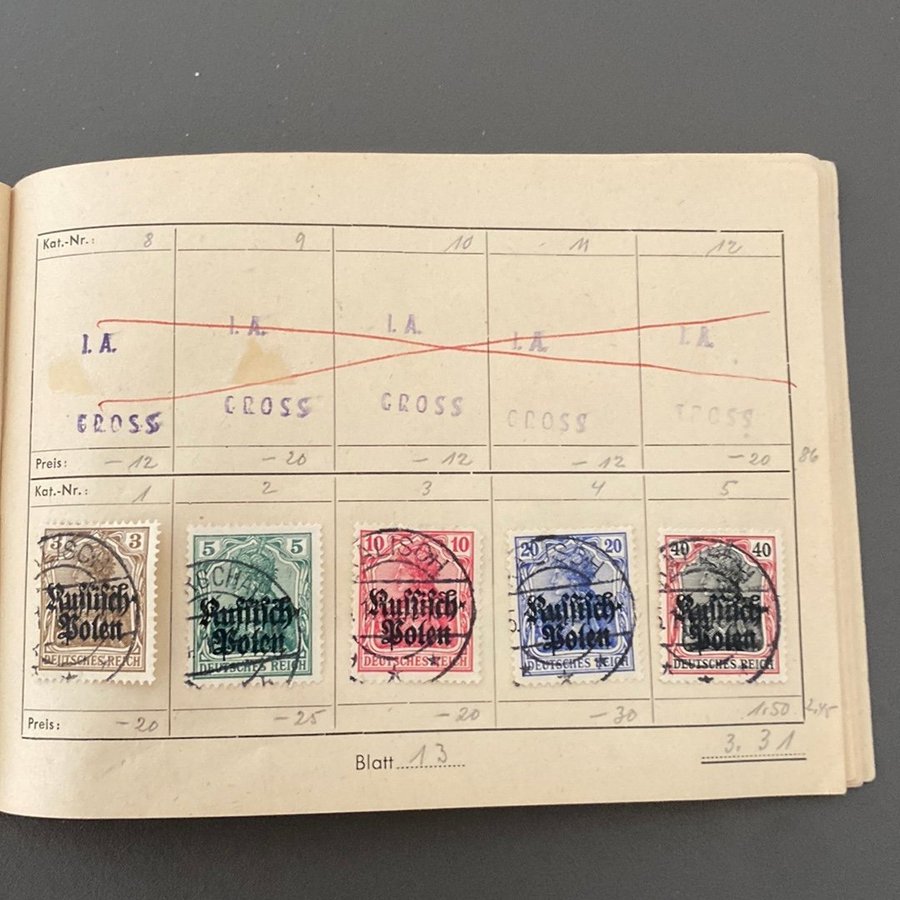 Kat.-Nr.: 8 9 10 11 12
I. A. I. A. I. A. I. A. I. A.
GROSS GROSS GROSS GROSS GROSS
Preis: -12 -20 -12 -12 -20 86
Kat.-Nr.: 1 2 3 4 5
3 3 5 5 10 10 20 20 40 40
Russisch- Russisch- Russisch- Russisch- Russisch-
Polen Polen Polen Polen Polen
DEUTSCHES REICH DEUTSCHES REICH DEUTSCHES REICH DEUTSCHES REICH DEUTSCHES REICH
Preis: -20 -25 -20 -30 1.50 2,45
Blatt 13 3.31